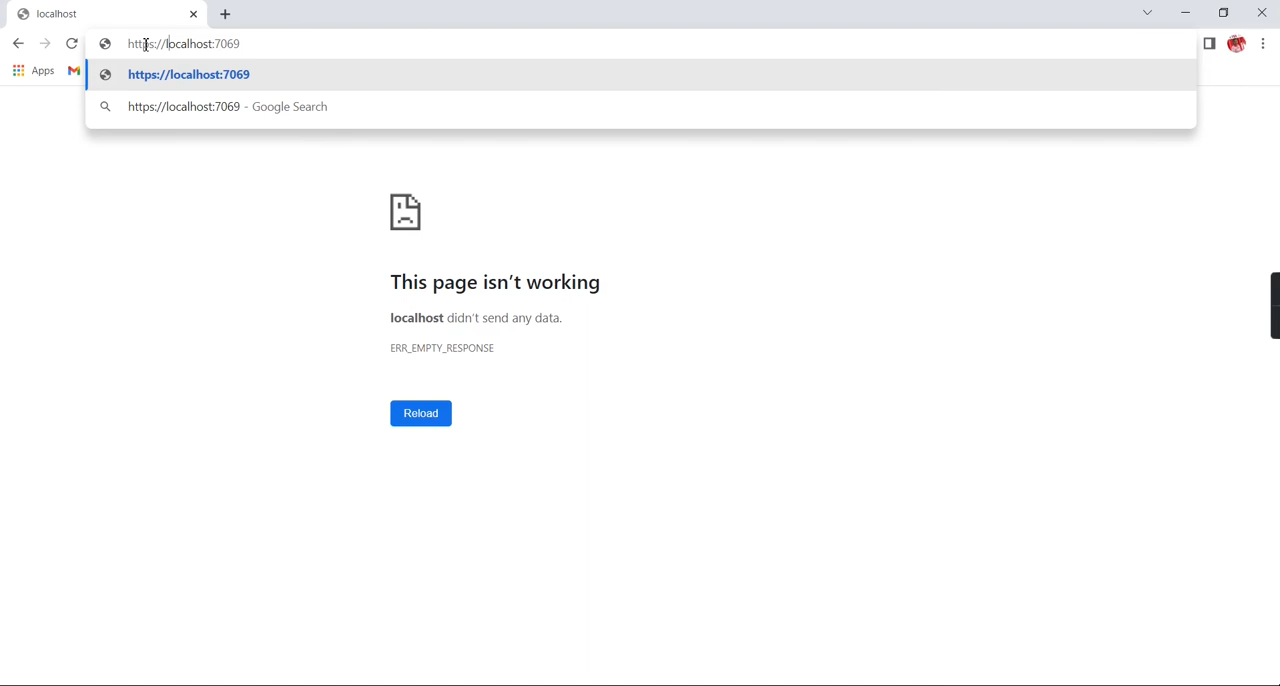 localhost
https://localhost:7069
Apps
https://localhost:7069
https://localhost:7069 - Google Search
This page isn't working
localhost didn't send any data.
ERR_EMPTY_RESPONSE
Reload